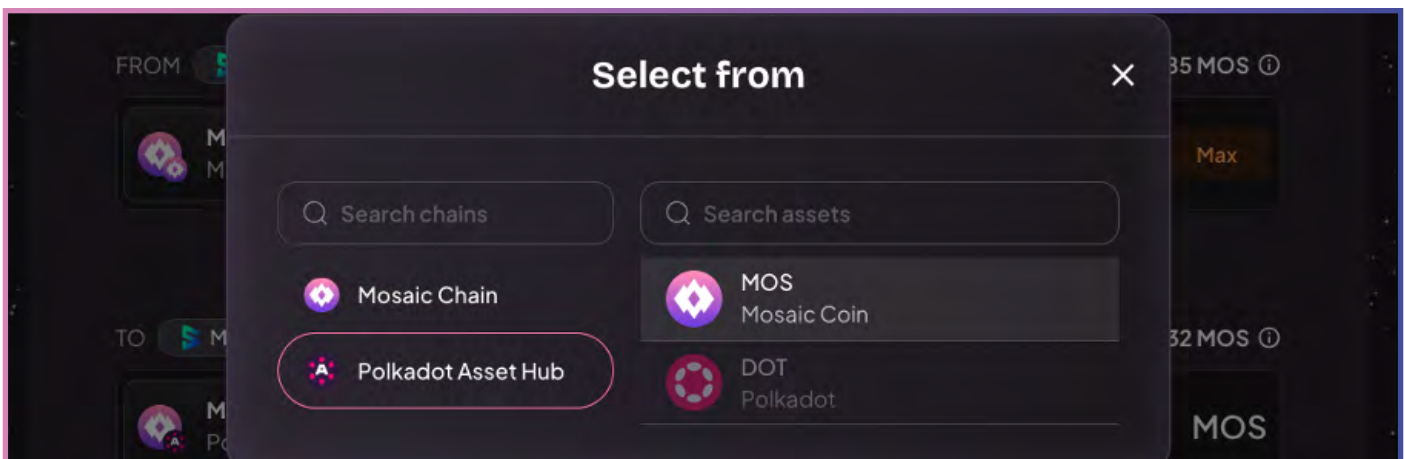 Select from
FROM
35 MOS
M
M
Max
Search chains
Search assets
Mosaic Chain
MOS
Mosaic Coin
TO
M
32 MOS
Polkadot Asset Hub
DOT
Polkadot
M
Po
MOS